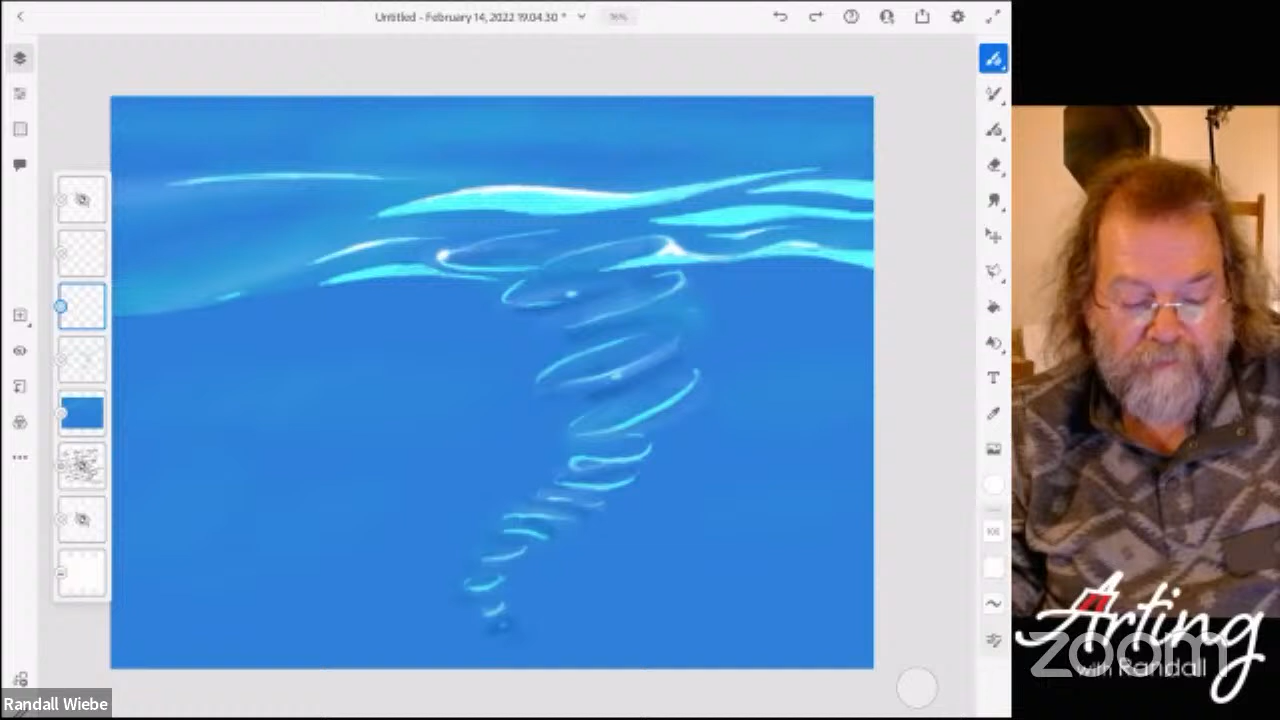 Untitled - February 14, 2022 19.04.30 *
Arting
zoom
with Randall
Randall Wiebe